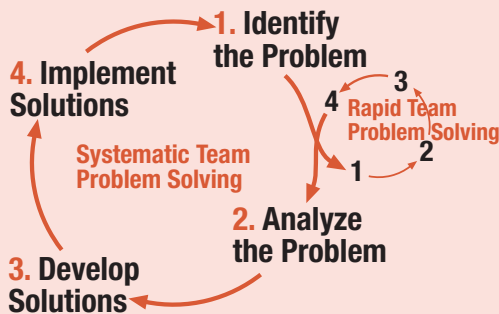 1. Identify
the Problem
4. Implement
Solutions
3
4
Rapid Team
Problem Solving
2
1
Systematic Team
Problem Solving
2. Analyze
the Problem
3. Develop
Solutions